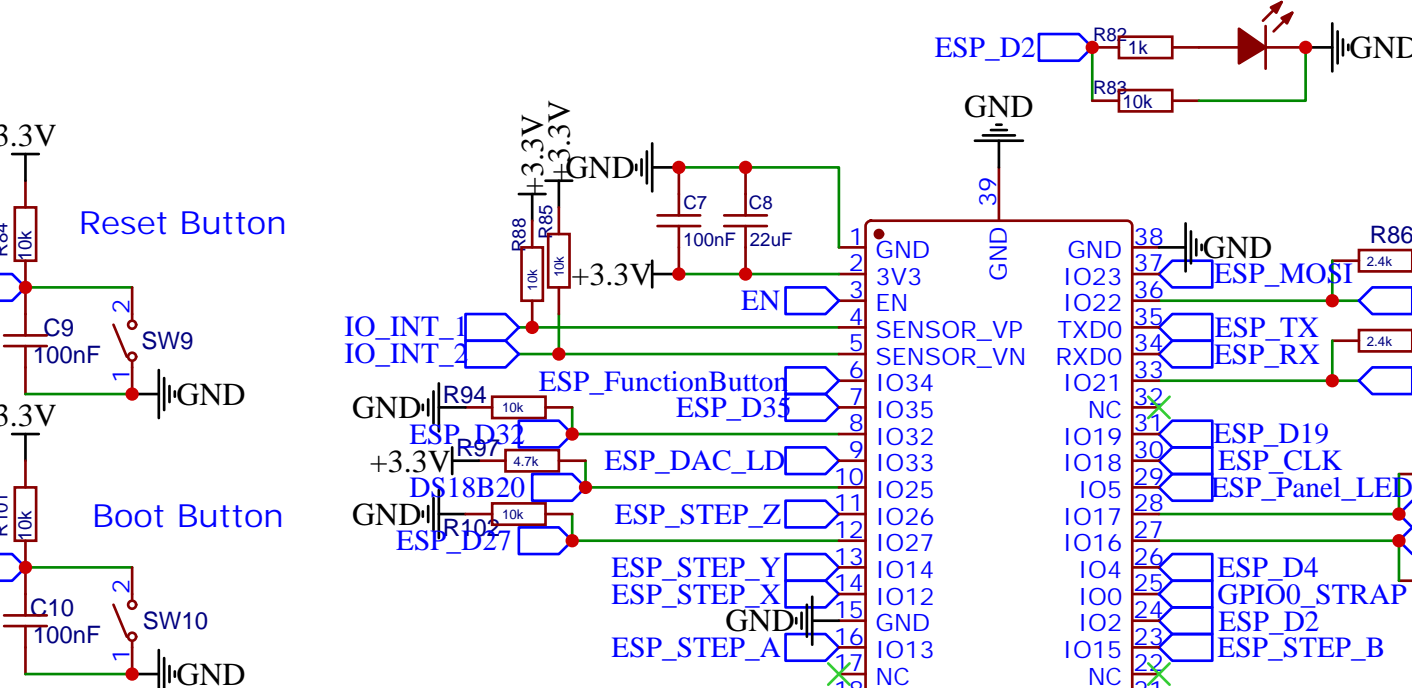 ESP_D2
R82
1k
GND
R83
10k
GND
3.3V
+3.3V
+3.3V
GND
39
Reset Button
R84
10k
R88
10k
R85
10k
C7
100nF
C8
22uF
+3.3V
GND
1 GND
2 3V3
3 EN
4 SENSOR_VP
5 SENSOR_VN
6 IO34
7 IO35
8 IO32
9 IO33
10 IO25
11 IO26
12 IO27
13 IO14
14 IO12
15 GND
16 IO13
17 NC
18
GND 38
IO23 37
IO22 36
TXD0 35
RXD0 34
IO21 33
NC 32
IO19 31
IO18 30
IO5 29
IO17 28
IO16 27
IO4 26
IO0 25
IO2 24
IO15 23
NC 22
21
EN
IO_INT_1
IO_INT_2
ESP_FunctionButton
ESP_D35
GND
R94
10k
ESP_D32
+3.3V
R97
4.7k
ESP_DAC_LD
DS18B20
GND
R102
10k
ESP_STEP_Z
ESP_D27
ESP_STEP_Y
ESP_STEP_X
GND
ESP_STEP_A
GND
ESP_MOSI
R86
2.4k
ESP_TX
ESP_RX
2.4k
ESP_D19
ESP_CLK
ESP_Panel_LED
ESP_D4
GPIO0_STRAP
ESP_D2
ESP_STEP_B
C9
100nF
2
SW9
1
GND
3.3V
Boot Button
R101
10k
C10
100nF
2
SW10
1
GND